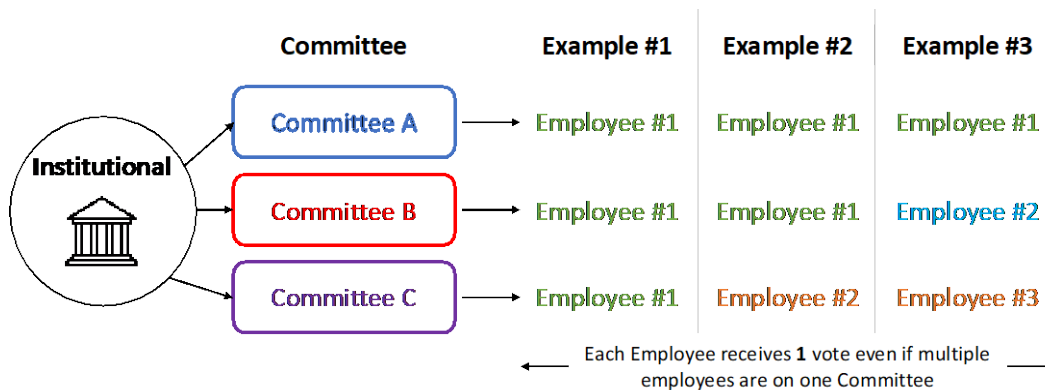 Committee Example #1 Example #2 Example #3
Committee A Employee #1 Employee #1 Employee #1
Institutional
Committee B Employee #1 Employee #1 Employee #2
Committee C Employee #1 Employee #2 Employee #3
Each Employee receives 1 vote even if multiple
employees are on one Committee